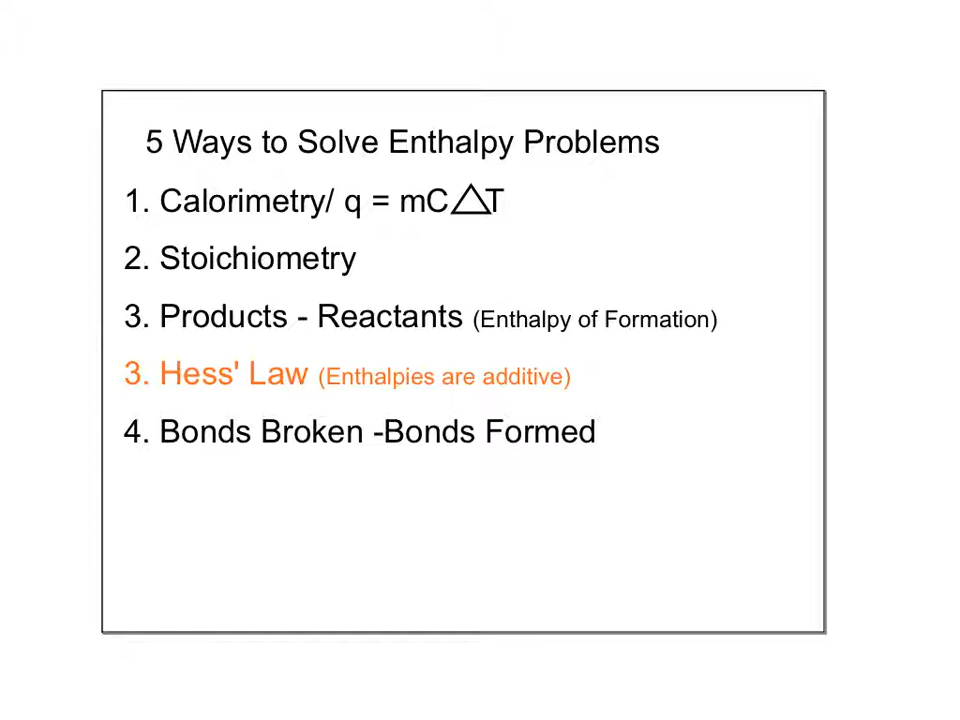 5 Ways to Solve Enthalpy Problems
1. Calorimetry/ q = mC△T
2. Stoichiometry
3. Products - Reactants (Enthalpy of Formation)
3. Hess' Law (Enthalpies are additive)
4. Bonds Broken -Bonds Formed